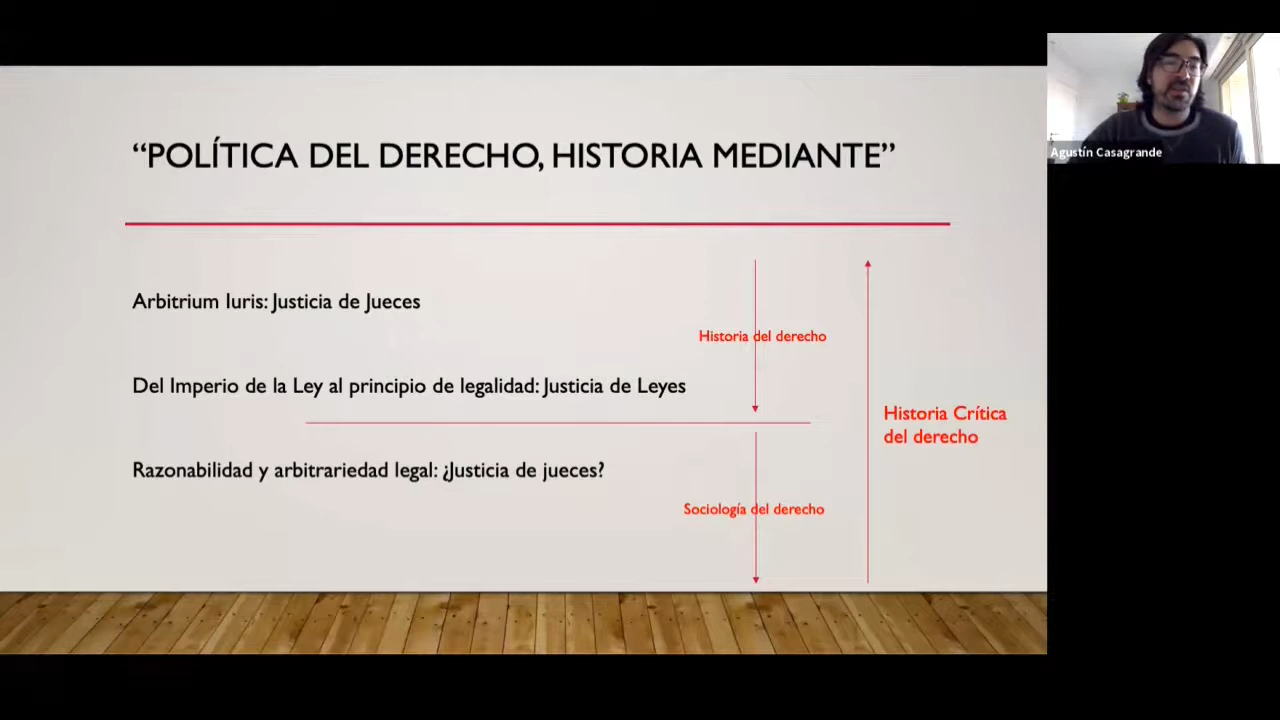 “POLÍTICA DEL DERECHO, HISTORIA MEDIANTE”
Arbitrium Iuris: Justicia de Jueces
Historia del derecho
Del Imperio de la Ley al principio de legalidad: Justicia de Leyes
Historia Crítica
del derecho
Razonabilidad y arbitrariedad legal: ¿Justicia de jueces?
Sociología del derecho
Agustín Casagrande